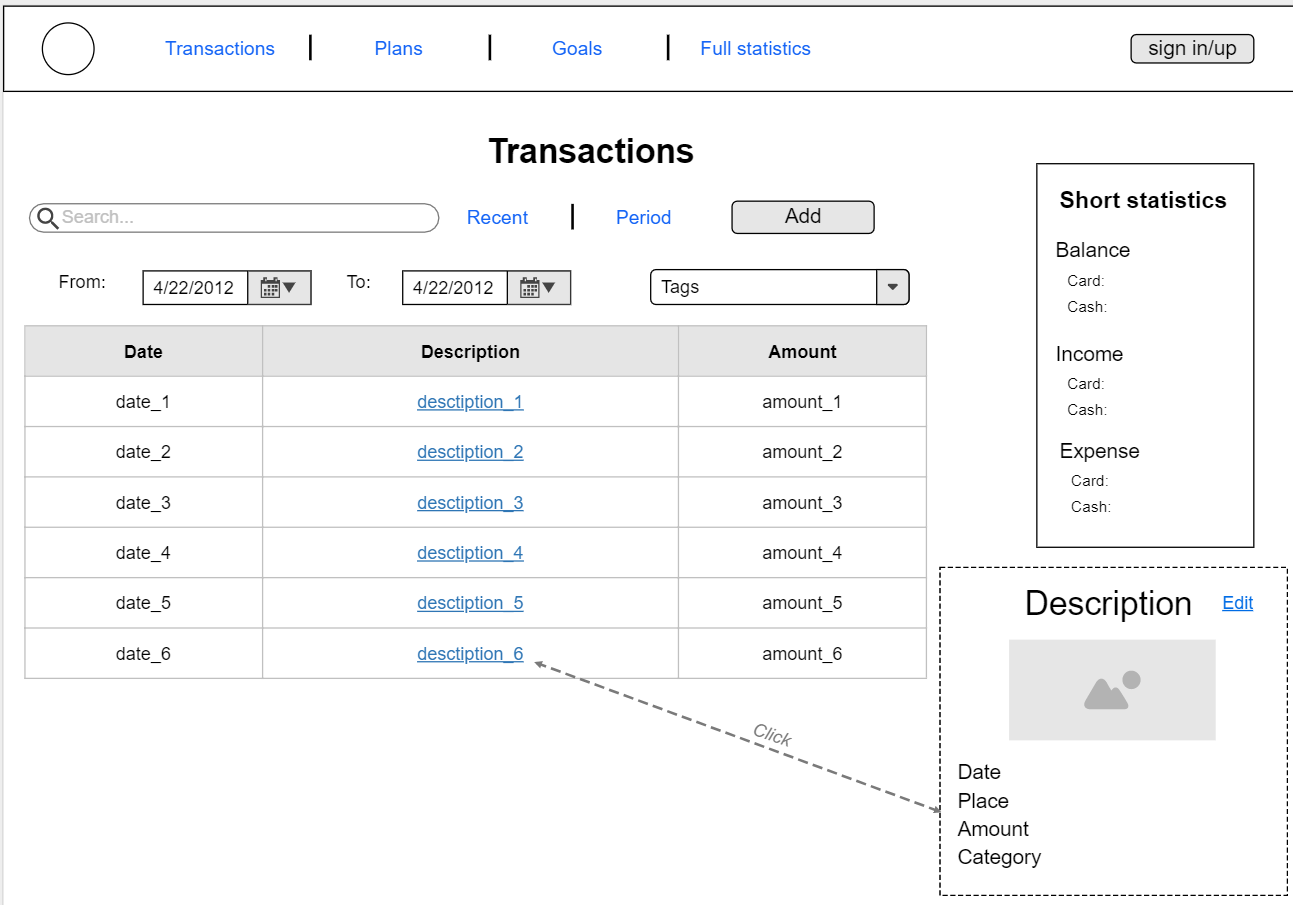 Transactions Plans Goals Full statistics sign in/up
Transactions
Search... Recent Period Add
From: 4/22/2012 To: 4/22/2012 Tags
Date Description Amount
date_1 desctiption_1 amount_1
date_2 desctiption_2 amount_2
date_3 desctiption_3 amount_3
date_4 desctiption_4 amount_4
date_5 desctiption_5 amount_5
date_6 desctiption_6 amount_6
Click
Short statistics
Balance
Card:
Cash:
Income
Card:
Cash:
Expense
Card:
Cash:
Description Edit
Date
Place
Amount
Category